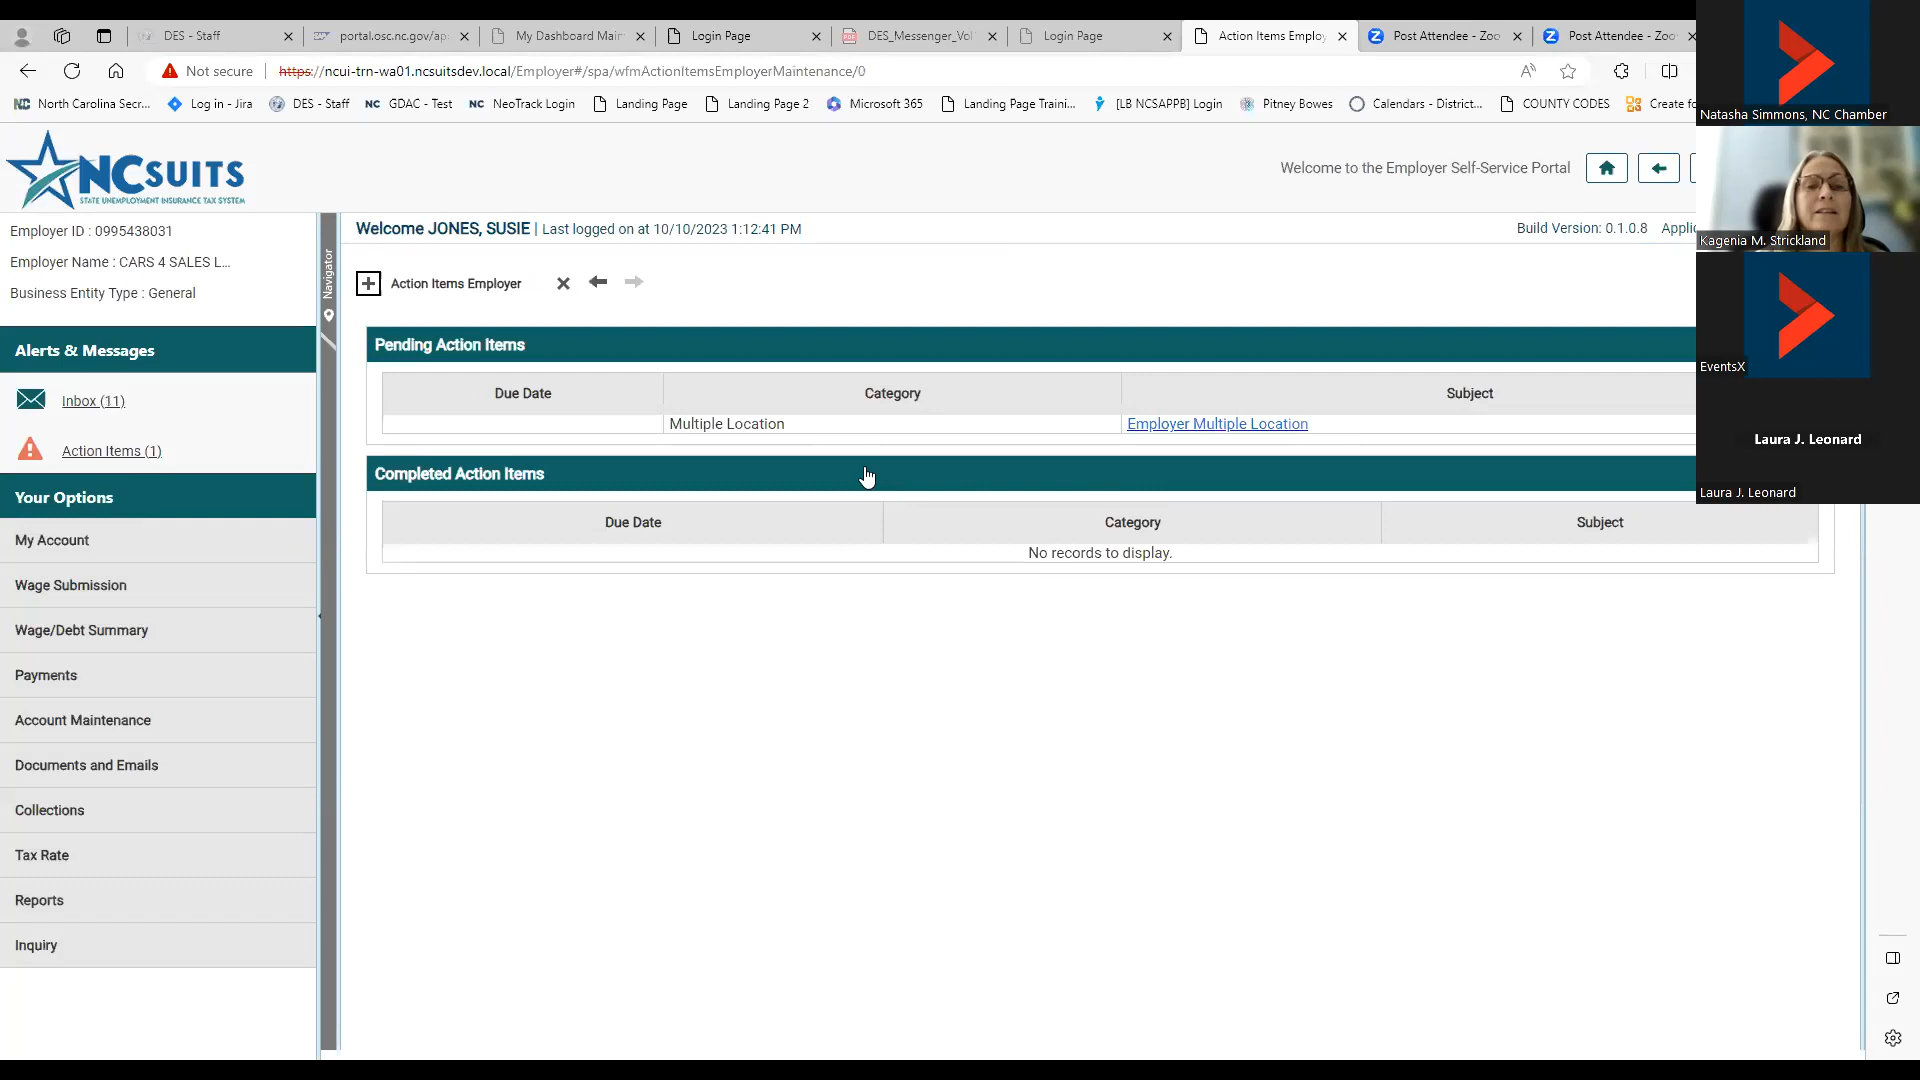 DES - Staff
portal.osc.nc.gov/ap
My Dashboard Main
Login Page
DES_Messenger_Vol
Login Page
Action Items Employ
Post Attendee - Zoo
Post Attendee - Zoo
Not secure
https://ncui-trn-wa01.ncsuitsdev.local/Employer#/spa/wfmActionItemsEmployerMaintenance/0
North Carolina Secr...
Log in - Jira
DES - Staff
GDAC - Test
NeoTrack Login
Landing Page
Landing Page 2
Microsoft 365
Landing Page Traini...
[LB NCSAPPB] Login
Pitney Bowes
Calendars - District...
COUNTY CODES
Create fo
Natasha Simmons, NC Chamber
NCSUITS
STATE UNEMPLOYMENT INSURANCE TAX SYSTEM
Welcome to the Employer Self-Service Portal
Kagenia M. Strickland
Employer ID : 0995438031
Employer Name : CARS 4 SALES L...
Business Entity Type : General
Navigator
Welcome JONES, SUSIE | Last logged on at 10/10/2023 1:12:41 PM
Build Version: 0.1.0.8 Applic
Action Items Employer
EventsX
Alerts & Messages
Inbox (11)
Action Items (1)
Pending Action Items
Due Date
Category
Subject
Multiple Location
Employer Multiple Location
Laura J. Leonard
Laura J. Leonard
Completed Action Items
Due Date
Category
Subject
No records to display.
Your Options
My Account
Wage Submission
Wage/Debt Summary
Payments
Account Maintenance
Documents and Emails
Collections
Tax Rate
Reports
Inquiry